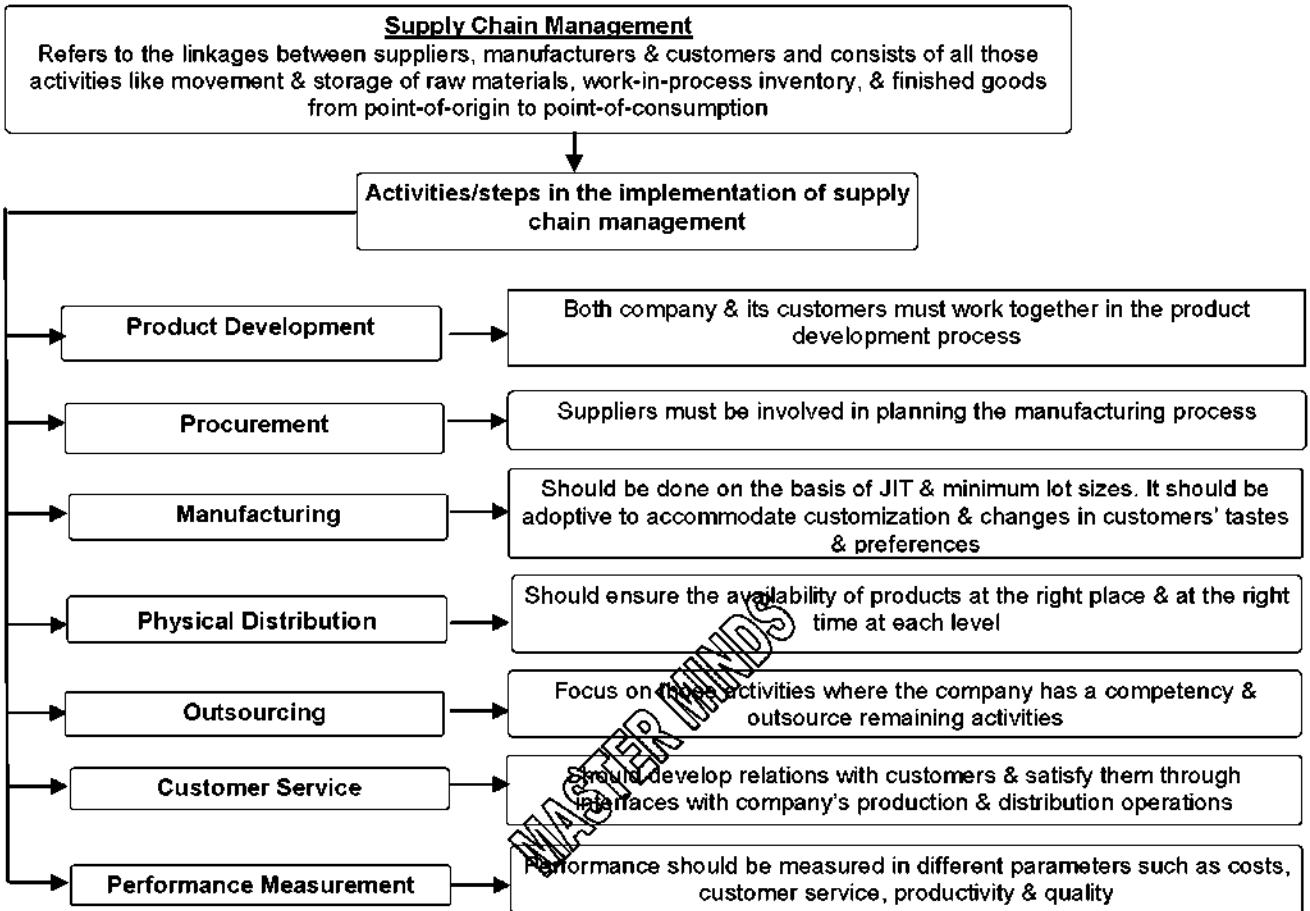 Supply Chain Management
Refers to the linkages between suppliers, manufacturers & customers and consists of all those
activities like movement & storage of raw materials, work-in-process inventory, & finished goods
from point-of-origin to point-of-consumption
Activities/steps in the implementation of supply
chain management
Product Development
Both company & its customers must work together in the product
development process
Procurement
Suppliers must be involved in planning the manufacturing process
Manufacturing
Should be done on the basis of JIT & minimum lot sizes. It should be
adoptive to accommodate customization & changes in customers' tastes
& preferences
Physical Distribution
Should ensure the availability of products at the right place & at the right
time at each level
Outsourcing
Focus on those activities where the company has a competency &
outsource remaining activities
Customer Service
Should develop relations with customers & satisfy them through
interfaces with company's production & distribution operations
Performance Measurement
Performance should be measured in different parameters such as costs,
customer service, productivity & quality
MASTER MINDS